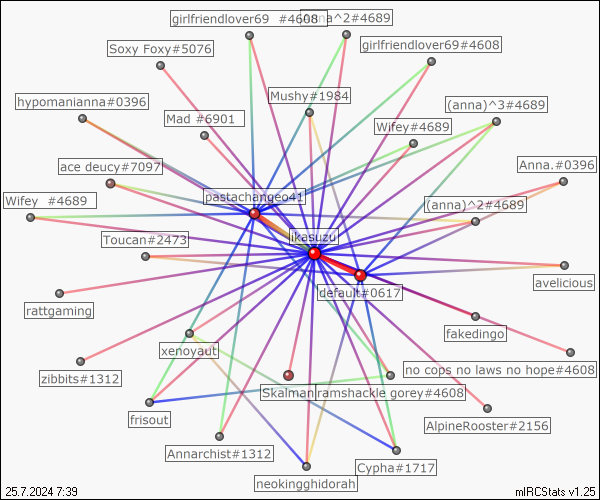 girlfriendlover69 #4608
anna^2#4689
Soxy Foxy#5076
girlfriendlover69#4608
hypomanianna#0396
Mushy#1984
(anna)^3#4689
Mad #6901
Wifey#4689
ace deucy#7097
Anna.#0396
pastachangeo41
Wifey #4689
(anna)^2#4689
Toucan#2473
ikasuzu
avelicious
default#0617
rattgaming
fakedingo
xenoyaut
zibbits#1312
no cops no laws no hope#4608
Skalman
ramshackle gorey#4608
frisout
AlpineRooster#2156
Annarchist#1312
Cypha#1717
neokingghidorah
25.7.2024 7:39
mIRCStats v1.25